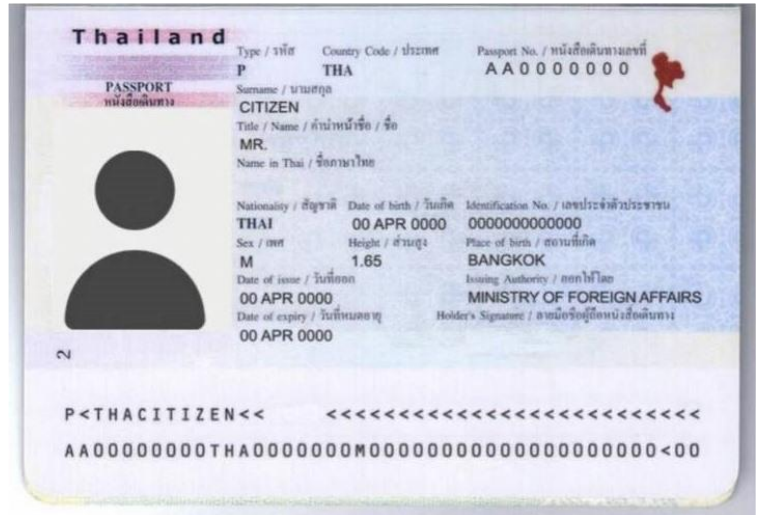 Thailand
PASSPORT
หนังสือเดินทาง
Type / รหัส Country Code / ประเทศ Passport No. / หนังสือเดินทางเลขที่
P THA AA0000000
Surname / นามสกุล
CITIZEN
Title / Name / คำนำหน้าชื่อ / ชื่อ
MR.
Name in Thai / ชื่อภาษาไทย
Nationality / สัญชาติ Date of birth / วันเกิด Identification No. / เลขประจำตัวประชาชน
THAI 00 APR 0000 0000000000000
Sex / เพศ Height / ส่วนสูง Place of birth / สถานที่เกิด
M 1.65 BANGKOK
Date of issue / วันที่ออก Issuing Authority / ออกให้โดย
00 APR 0000 MINISTRY OF FOREIGN AFFAIRS
Date of expiry / วันที่หมดอายุ Holder's Signature / ลายมือชื่อผู้ถือหนังสือเดินทาง
00 APR 0000
2
P<THACITIZEN<< <<<<<<<<<<<<<<<<<<<<<<<<<<
AA00000000THA0000000M000000000000000000000<00